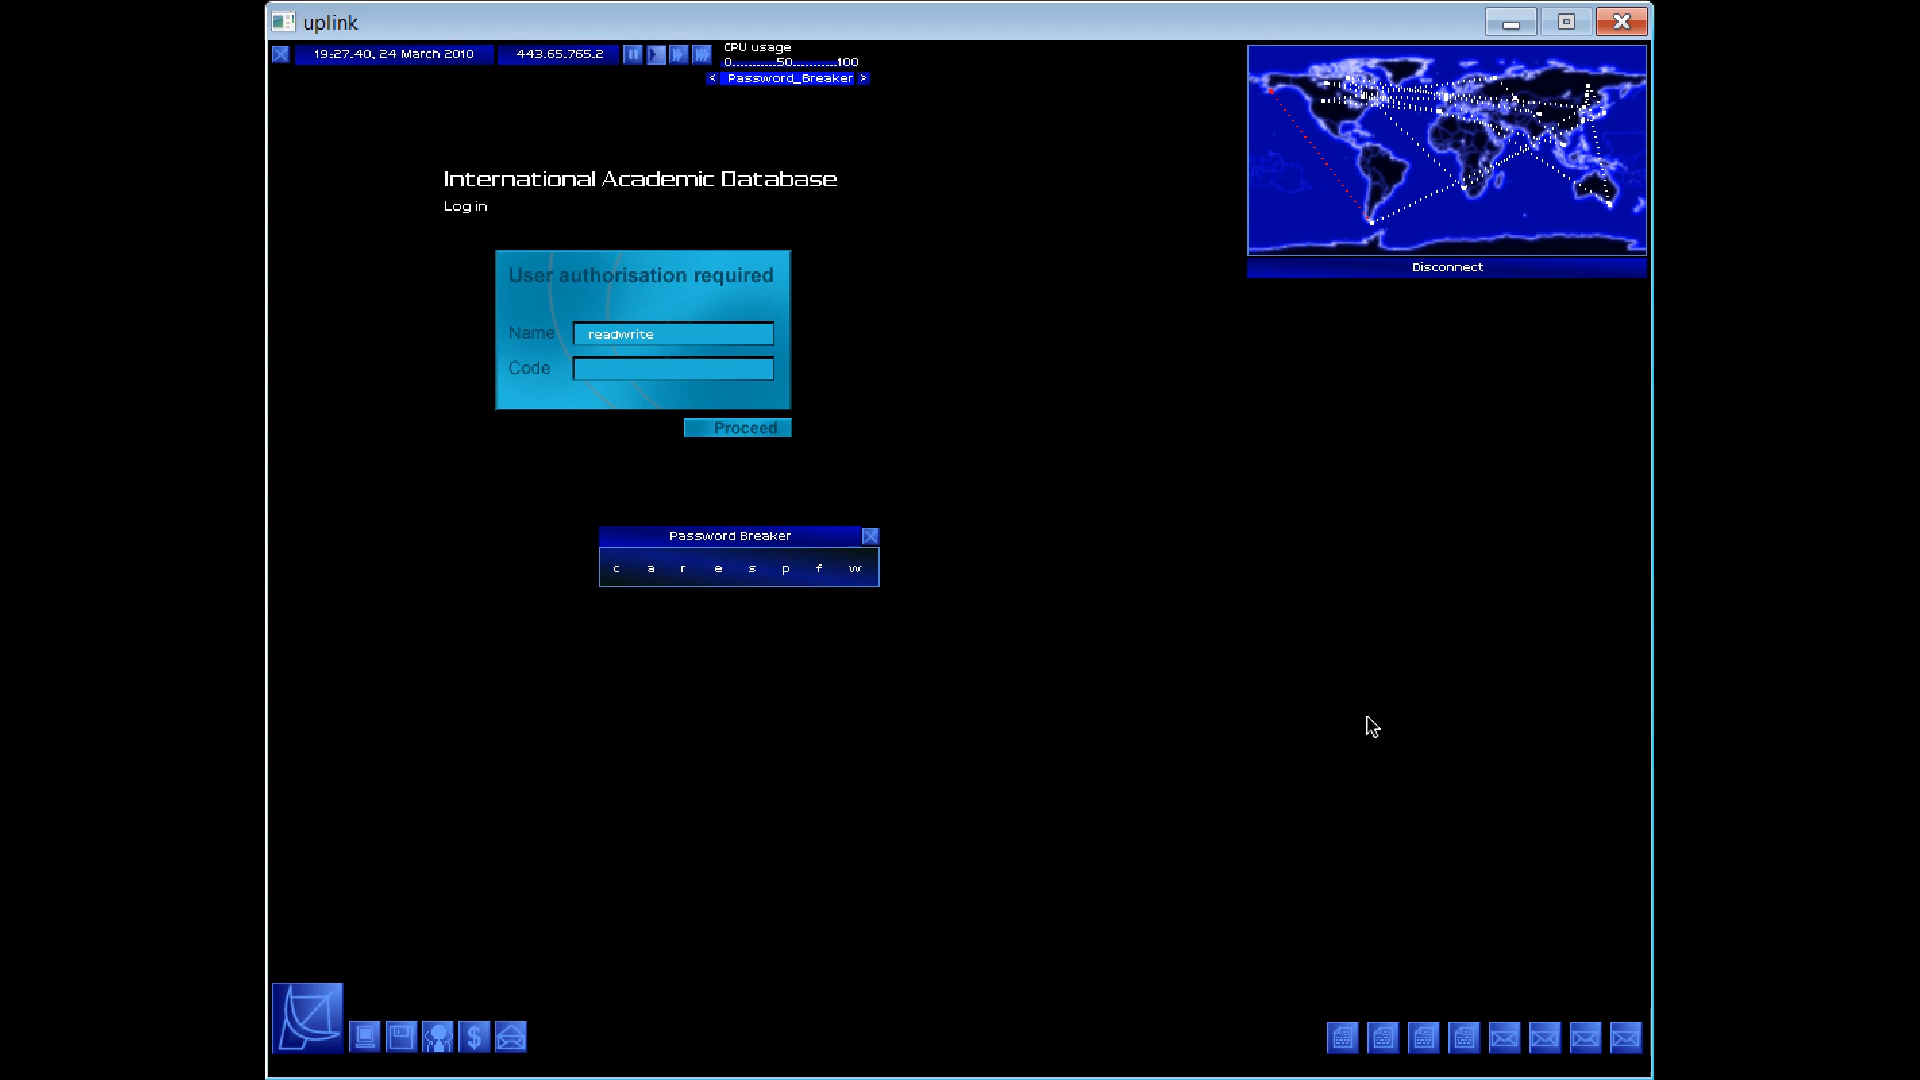 uplink
19:27.40, 24 March 2010
443.65.765.2
CPU usage
0..........50..........100
< Password_Breaker >
International Academic Database
Log in
User authorisation required
Name readwrite
Code
Proceed
Disconnect
Password Breaker
c a r e s p f w